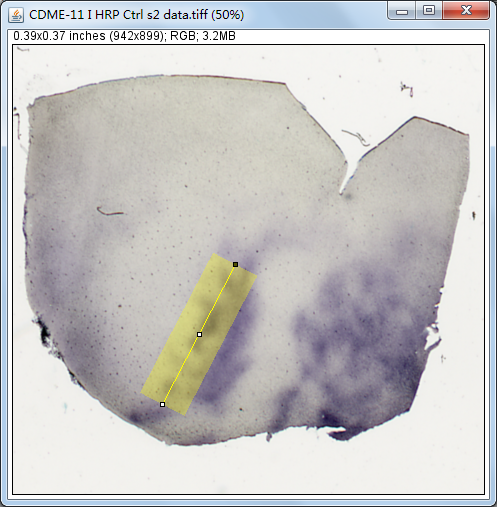 CDME-11 I HRP Ctrl s2 data.tiff (50%)
0.39x0.37 inches (942x899); RGB; 3.2MB